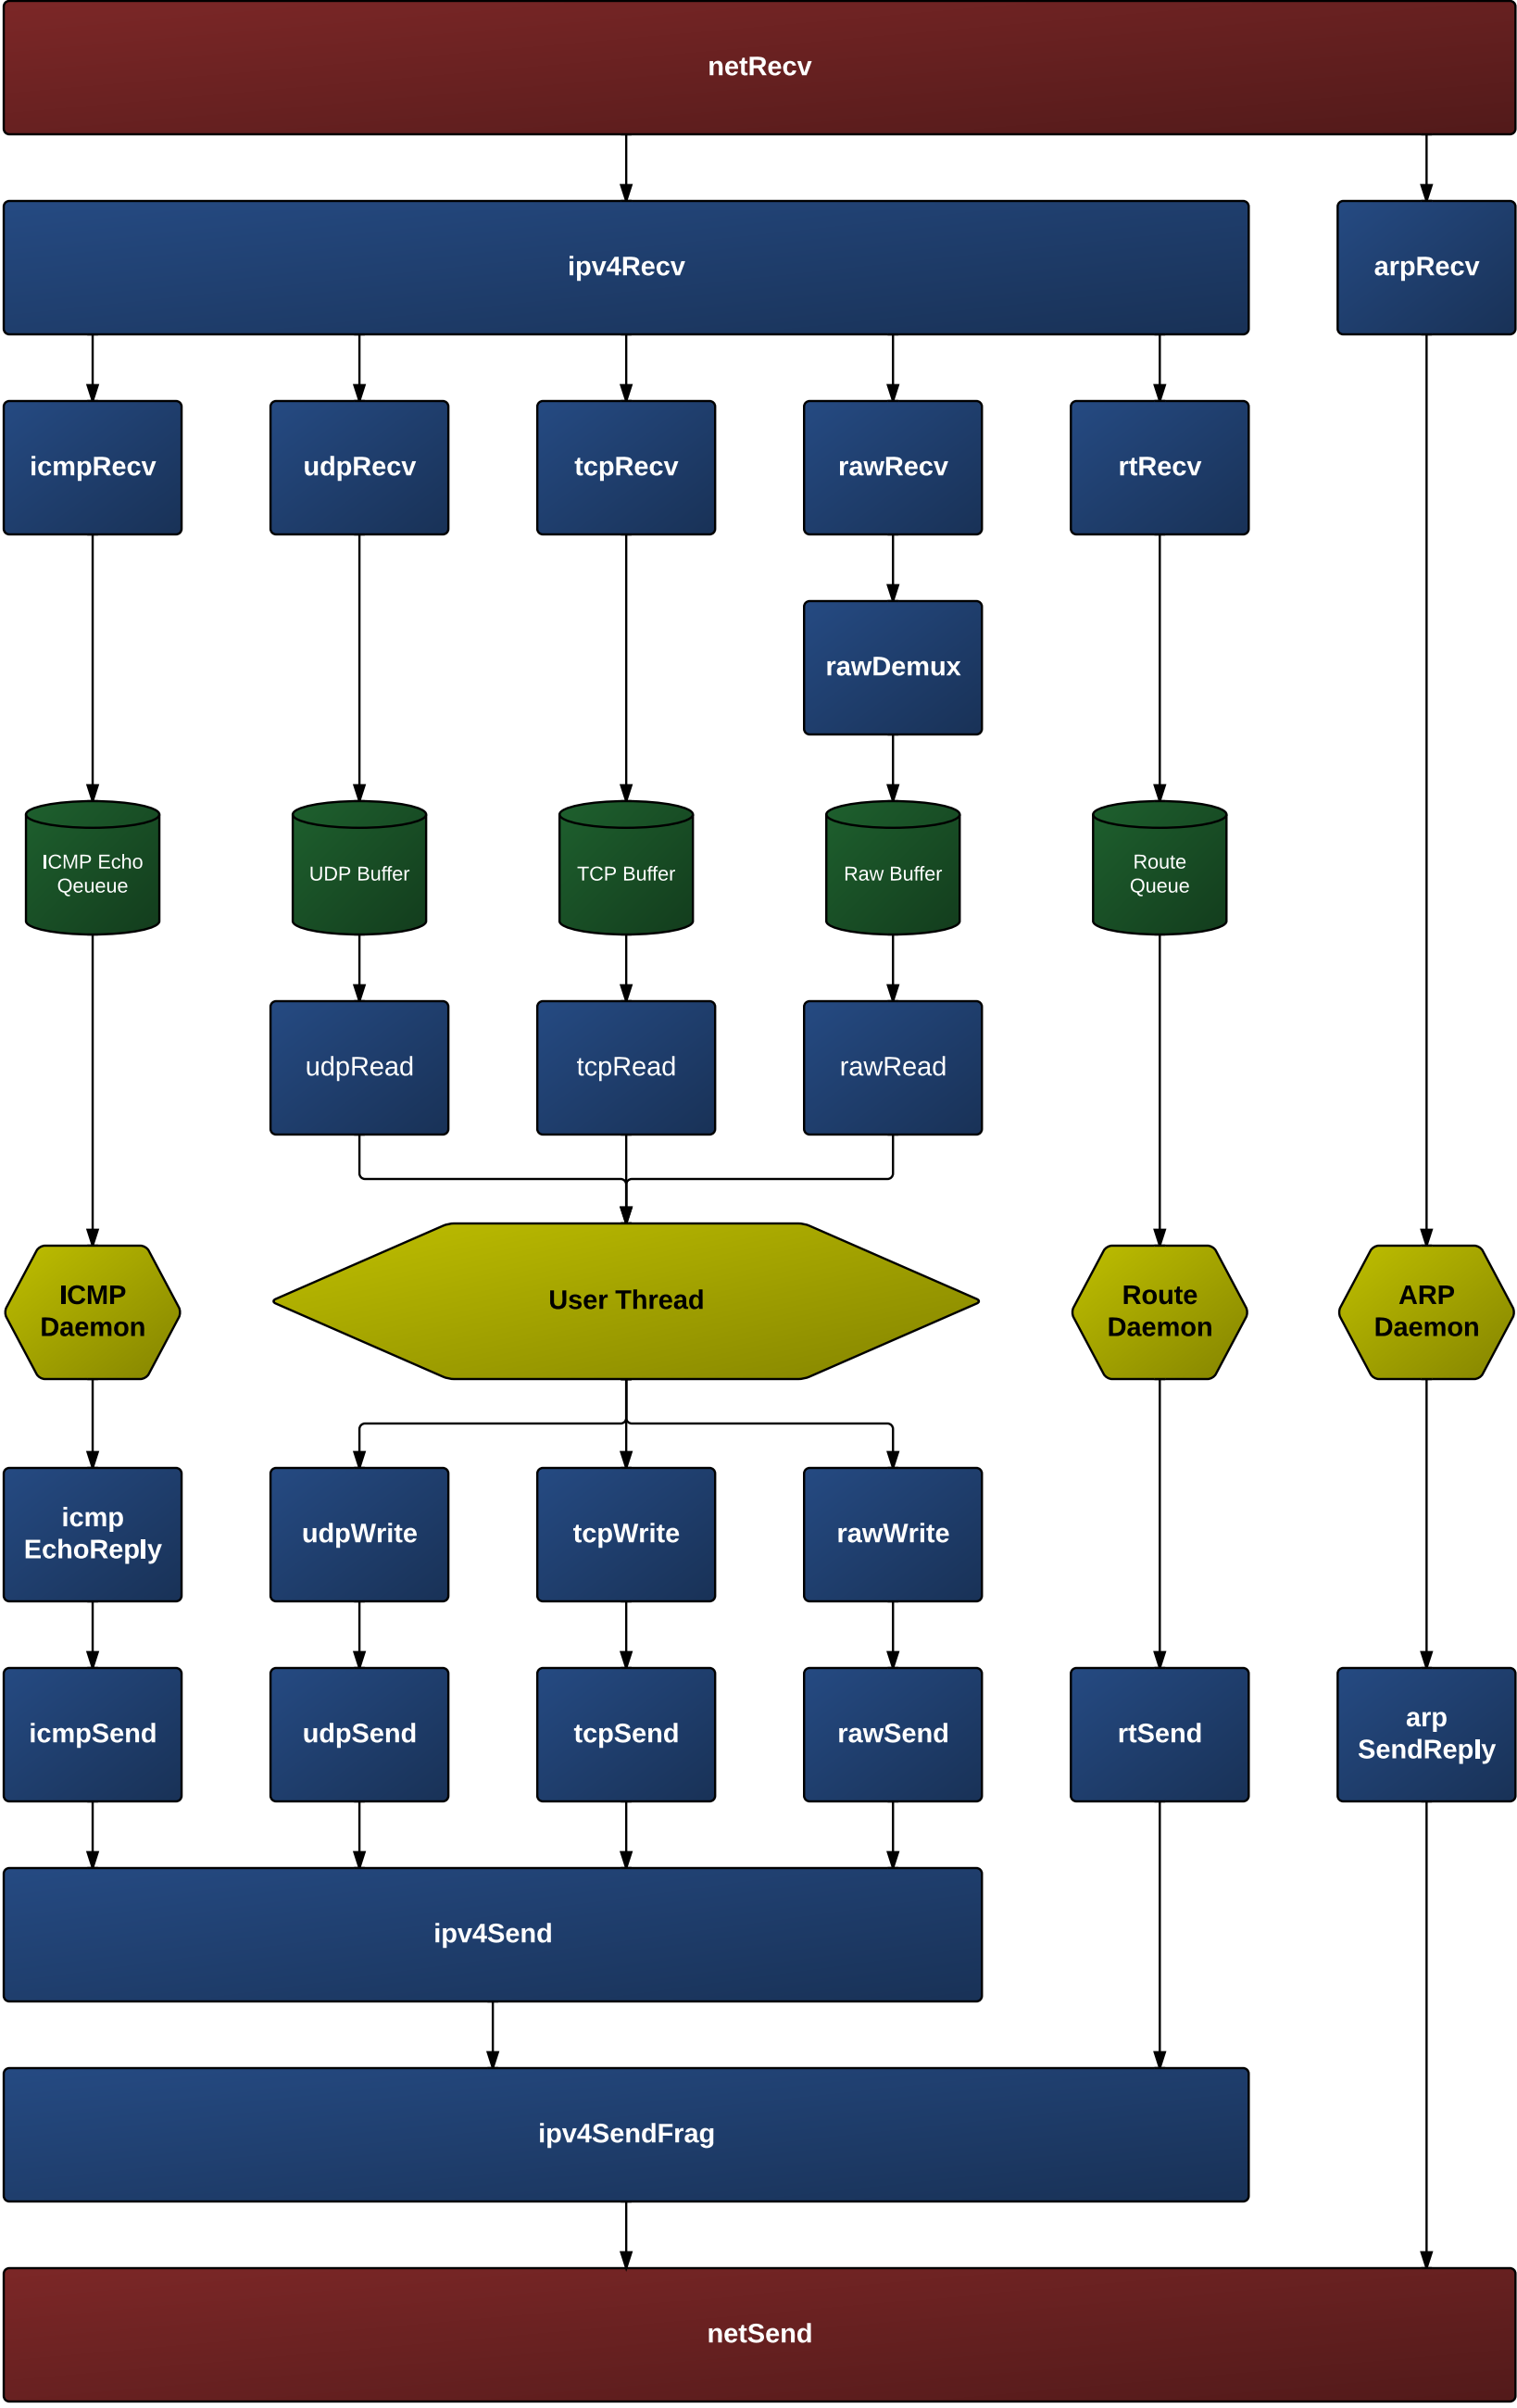 netRecv
ipv4Recv
arpRecv
icmpRecv
udpRecv
tcpRecv
rawRecv
rtRecv
rawDemux
ICMP Echo
Qeueue
UDP Buffer
TCP Buffer
Raw Buffer
Route
Queue
udpRead
tcpRead
rawRead
ICMP
Daemon
User Thread
Route
Daemon
ARP
Daemon
icmp
EchoReply
udpWrite
tcpWrite
rawWrite
icmpSend
udpSend
tcpSend
rawSend
rtSend
arp
SendReply
ipv4Send
ipv4SendFrag
netSend